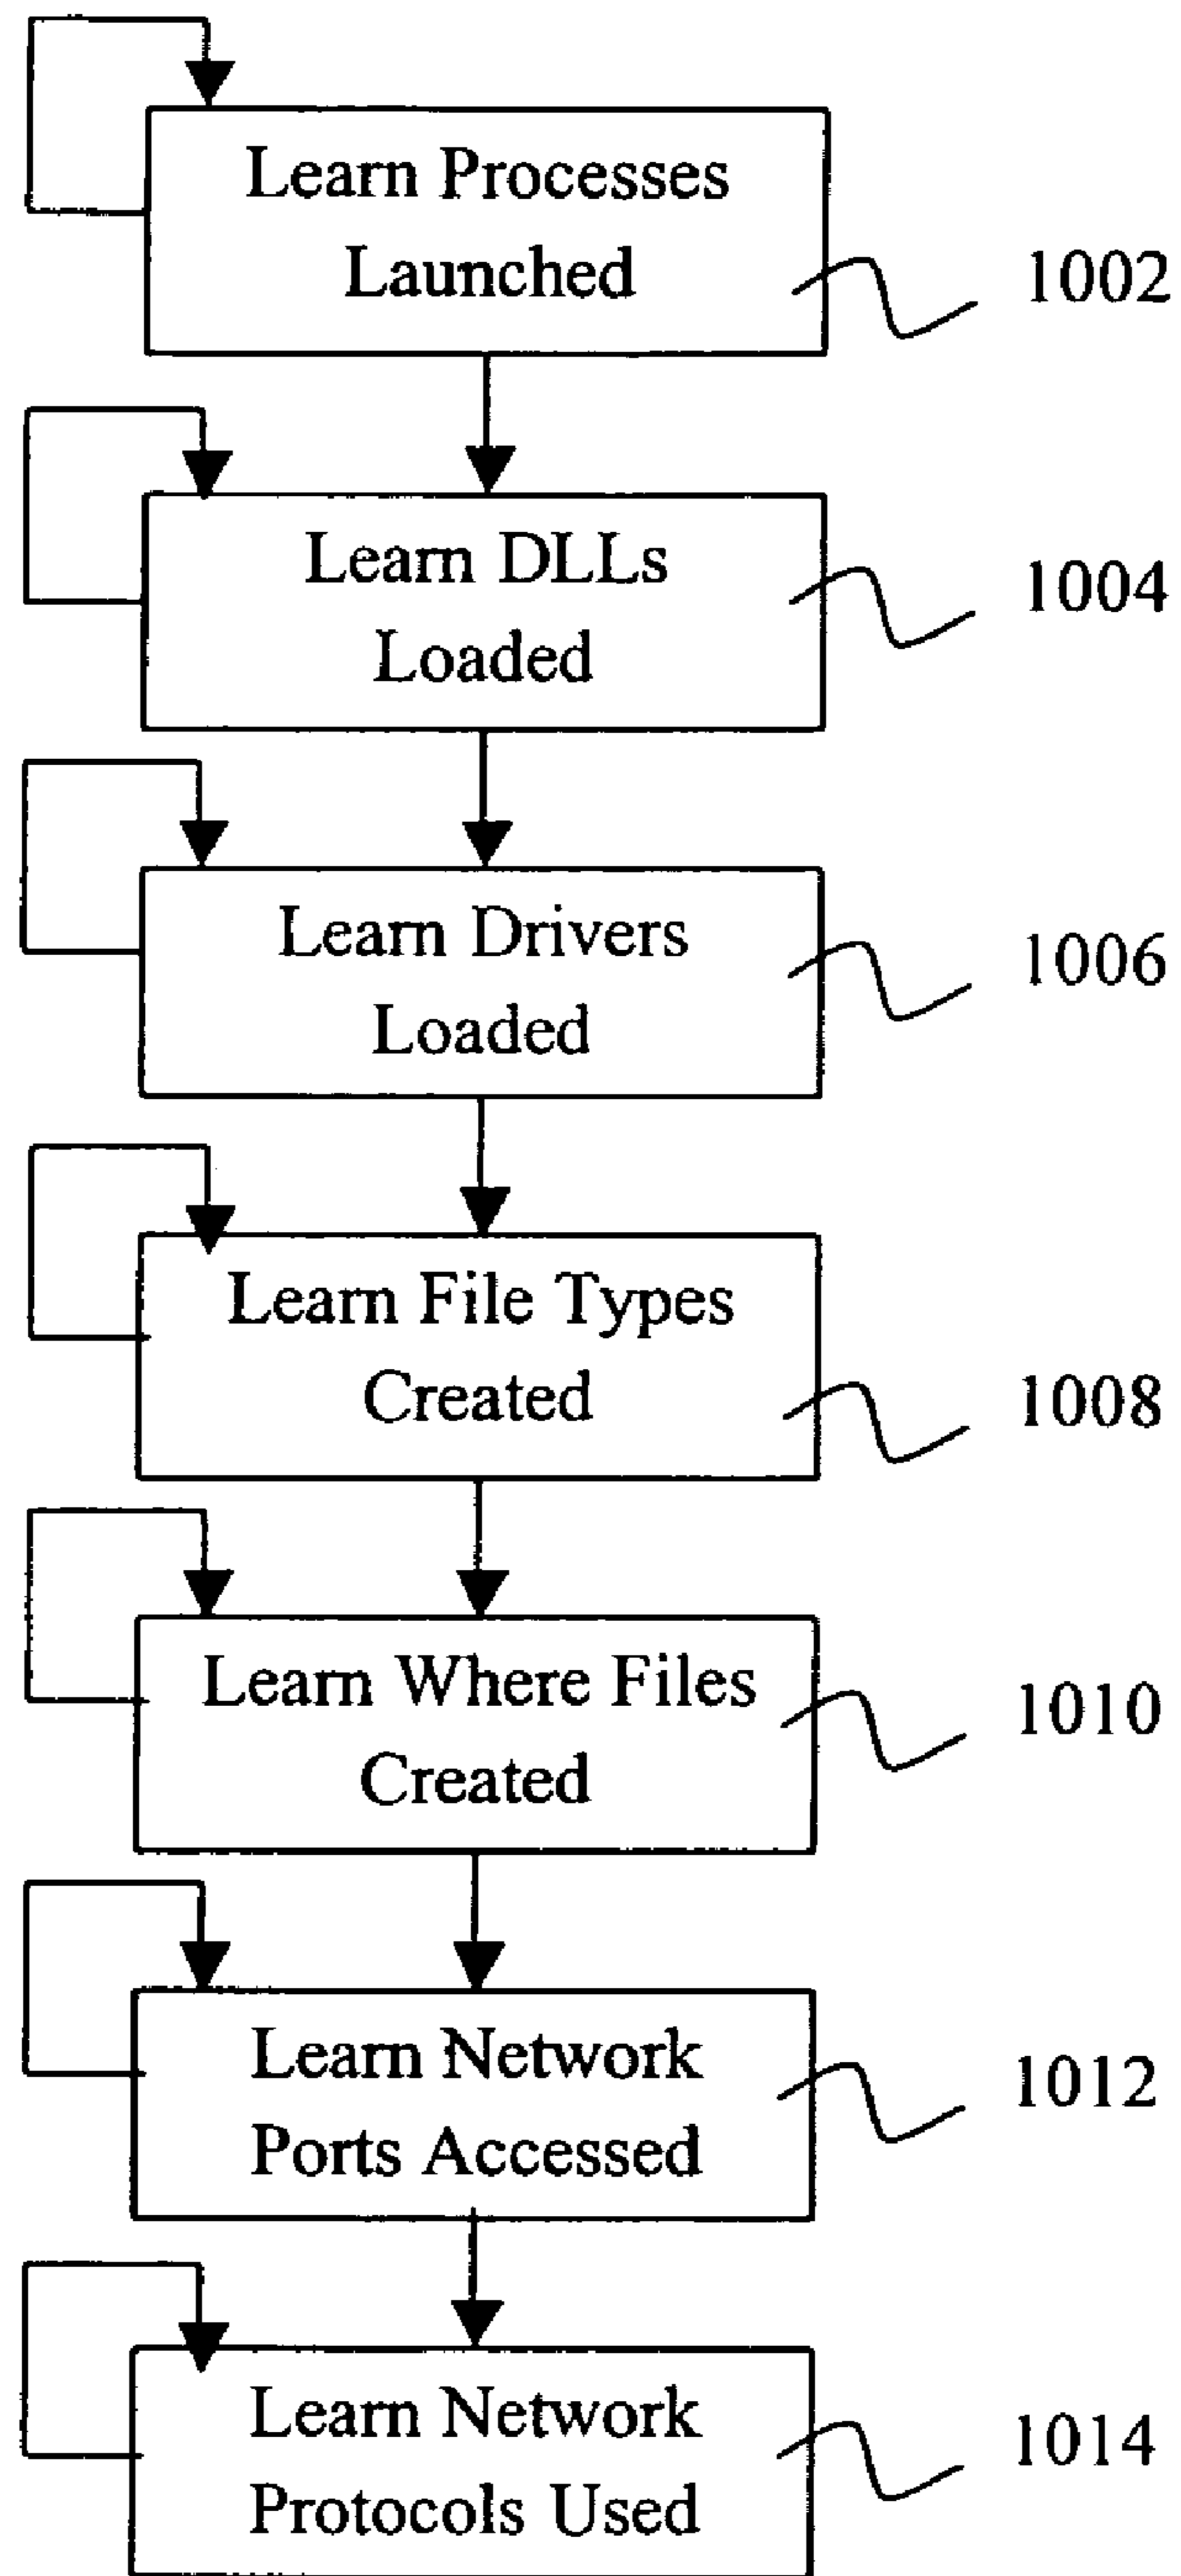 Learn Processes
Launched
1002
Learn DLLs
Loaded
1004
Learn Drivers
Loaded
1006
Learn File Types
Created
1008
Learn Where Files
Created
1010
Learn Network
Ports Accessed
1012
Learn Network
Protocols Used
1014